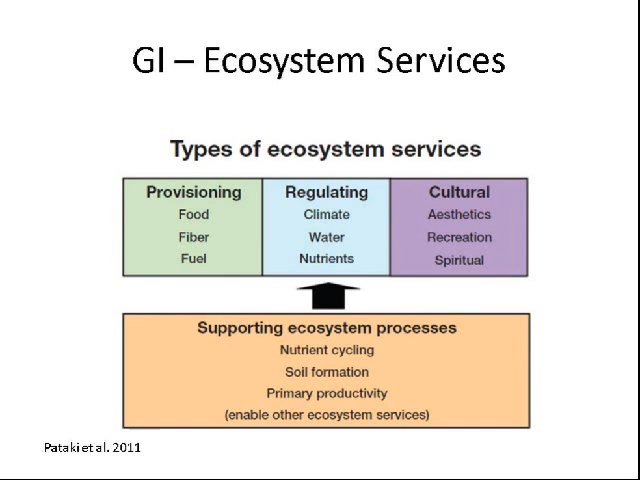 GI – Ecosystem Services
Types of ecosystem services
Provisioning
Food
Fiber
Fuel
Regulating
Climate
Water
Nutrients
Cultural
Aesthetics
Recreation
Spiritual
Supporting ecosystem processes
Nutrient cycling
Soil formation
Primary productivity
(enable other ecosystem services)
Pataki et al. 2011